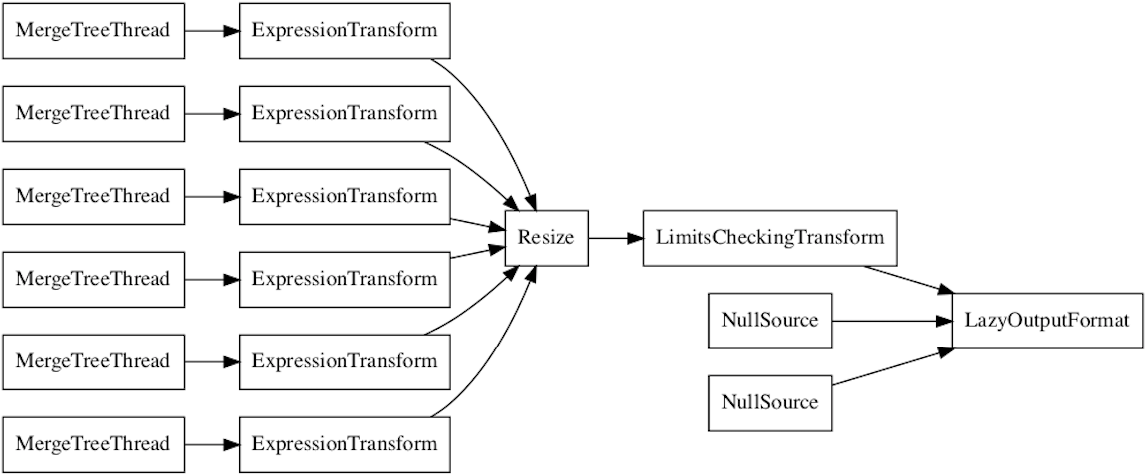 MergeTreeThread
ExpressionTransform
MergeTreeThread
ExpressionTransform
MergeTreeThread
ExpressionTransform
MergeTreeThread
ExpressionTransform
MergeTreeThread
ExpressionTransform
MergeTreeThread
ExpressionTransform
Resize
LimitsCheckingTransform
NullSource
NullSource
LazyOutputFormat